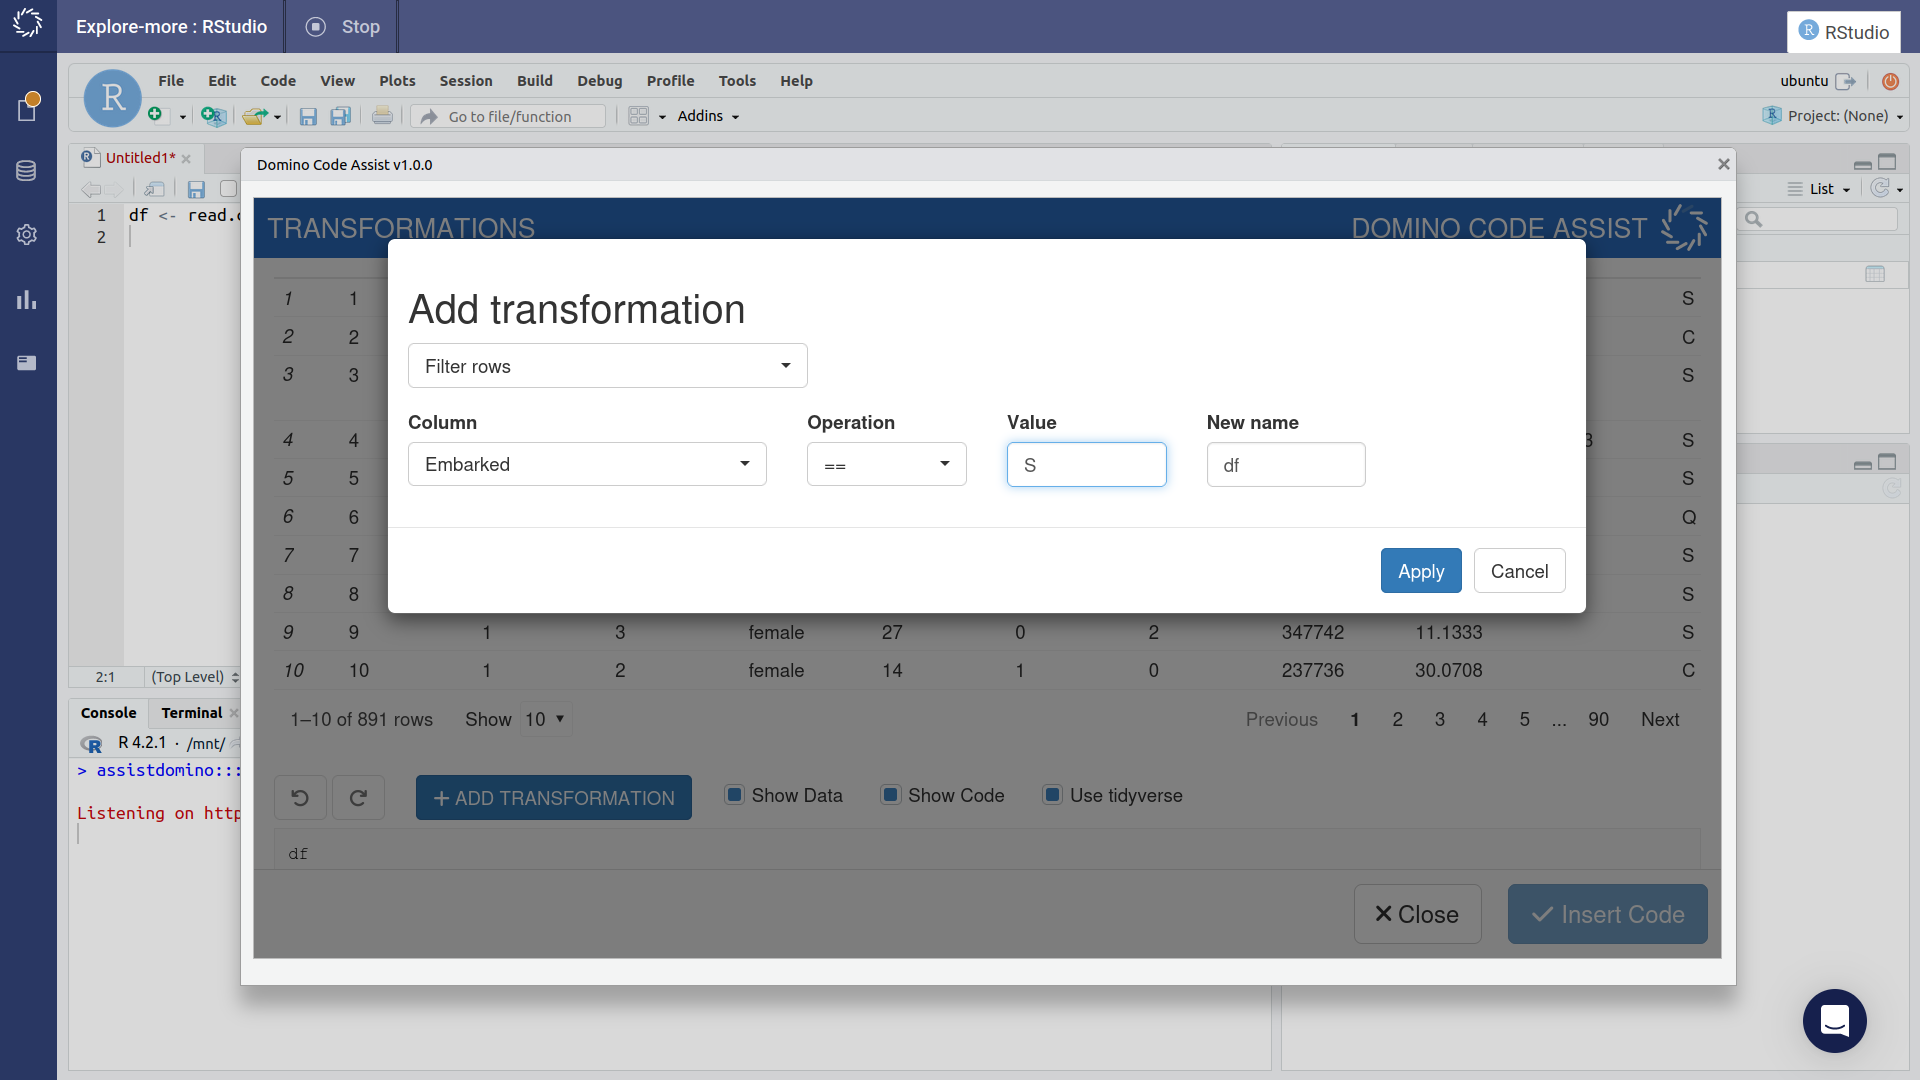 Explore-more : RStudio
Stop
RStudio
File Edit Code View Plots Session Build Debug Profile Tools Help
ubuntu
Go to file/function
Addins
Project: (None)
Untitled1*
Domino Code Assist v1.0.0
List
1 df <- read.
2
TRANSFORMATIONS
DOMINO CODE ASSIST
Add transformation
Filter rows
Column Operation Value New name
Embarked == S df
Apply Cancel
1 1 S
2 2 C
3 3 S
4 4 3 S
5 5 S
6 6 Q
7 7 S
8 8 S
9 9 1 3 female 27 0 2 347742 11.1333 S
10 10 1 2 female 14 1 0 237736 30.0708 C
2:1 (Top Level)
1–10 of 891 rows Show 10
Previous 1 2 3 4 5 ... 90 Next
Console Terminal
R 4.2.1 · /mnt/
> assistdomino:::
+ ADD TRANSFORMATION
Show Data Show Code Use tidyverse
Listening on http
df
Close
Insert Code